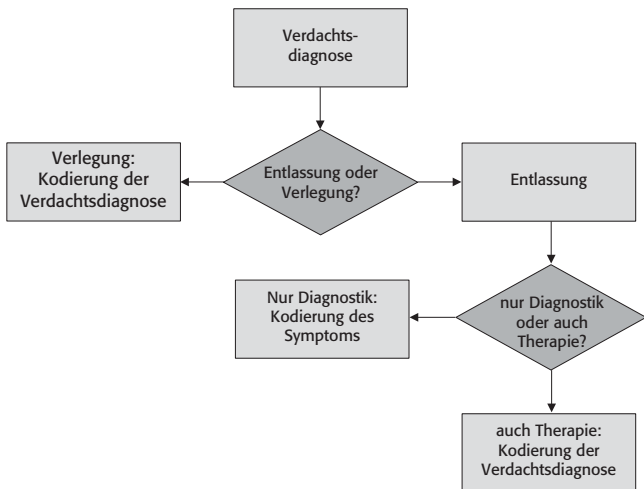 Verdachts-
diagnose
Verlegung:
Kodierung der
Verdachtsdiagnose
Entlassung oder
Verlegung?
Entlassung
Nur Diagnostik:
Kodierung des
Symptoms
nur Diagnostik
oder auch
Therapie?
auch Therapie:
Kodierung der
Verdachtsdiagnose